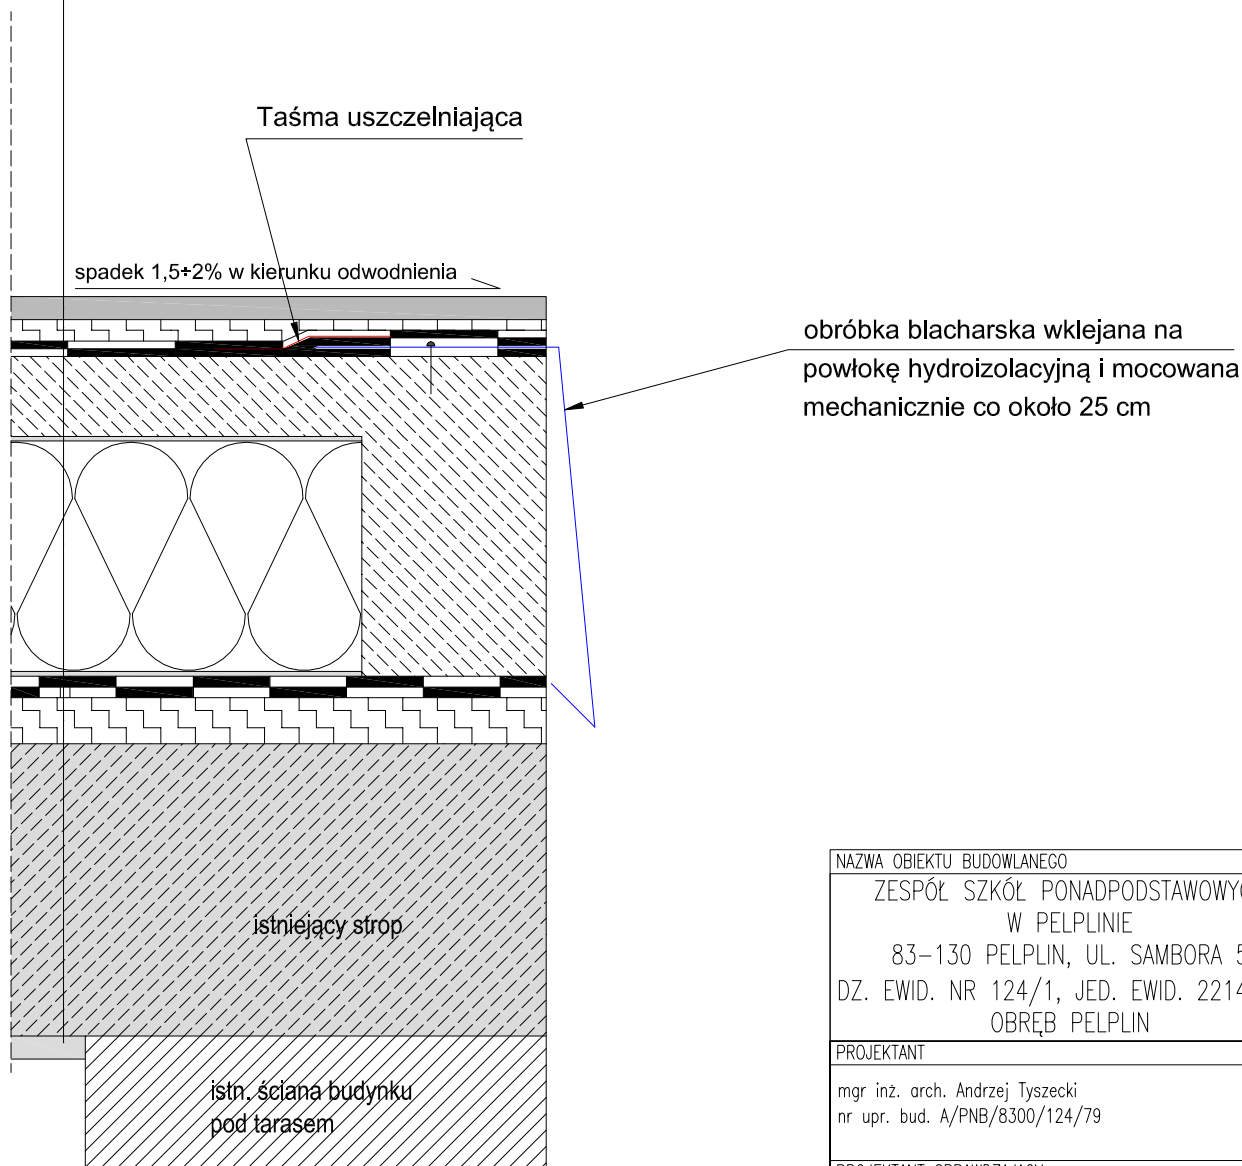 Taśma uszczelniająca
spadek 1,5÷2% w kierunku odwodnienia
obróbka blacharska wklejana na
powłokę hydroizolacyjną i mocowana
mechanicznie co około 25 cm
istniejący strop
istn. ściana budynku
pod tarasem
NAZWA OBIEKTU BUDOWLANEGO
ZESPÓŁ SZKÓŁ PONADPODSTAWOWYC
W PELPLINIE
83-130 PELPLIN, UL. SAMBORA 5
DZ. EWID. NR 124/1, JED. EWID. 2214
OBRĘB PELPLIN
PROJEKTANT
mgr inż. arch. Andrzej Tyszecki
nr upr. bud. A/PNB/8300/124/79